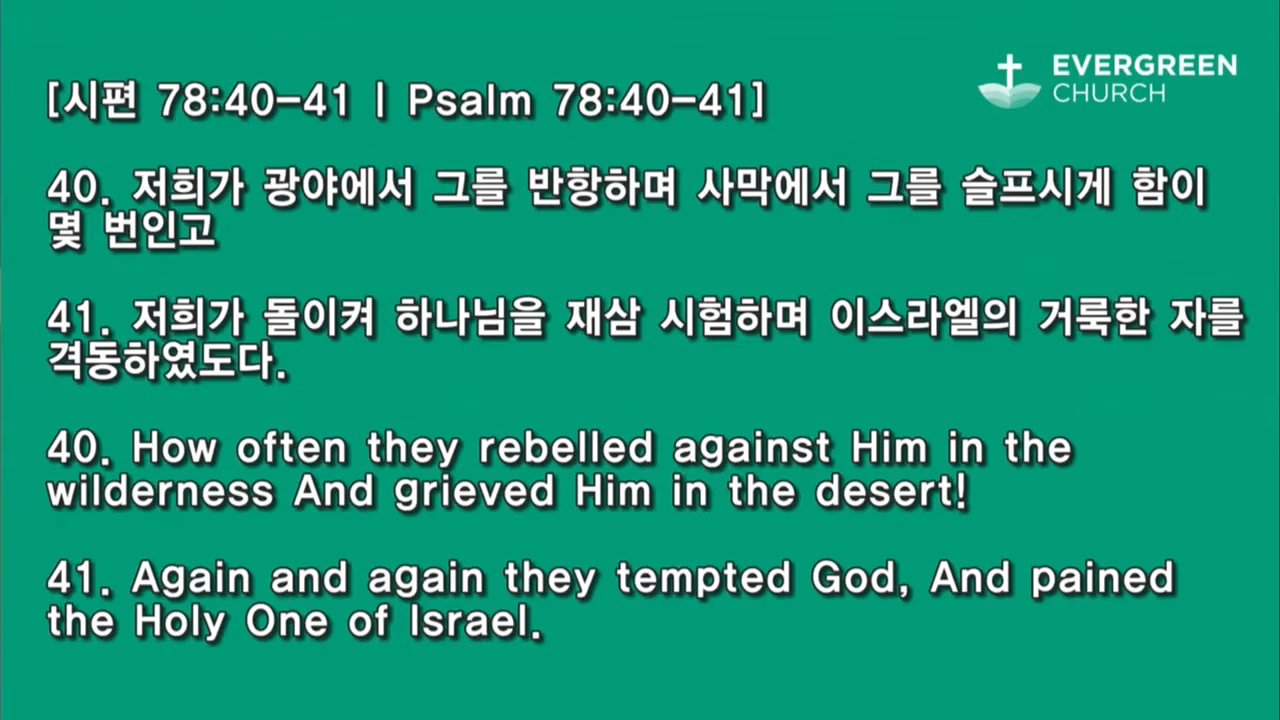 [시편 78:40-41 | Psalm 78:40-41]
EVERGREEN
CHURCH
40. 저희가 광야에서 그를 반항하며 사막에서 그를 슬프시게 함이
몇 번인고
41. 저희가 돌이켜 하나님을 재삼 시험하며 이스라엘의 거룩한 자를
격동하였도다.
40. How often they rebelled against Him in the
wilderness And grieved Him in the desert!
41. Again and again they tempted God, And pained
the Holy One of Israel.